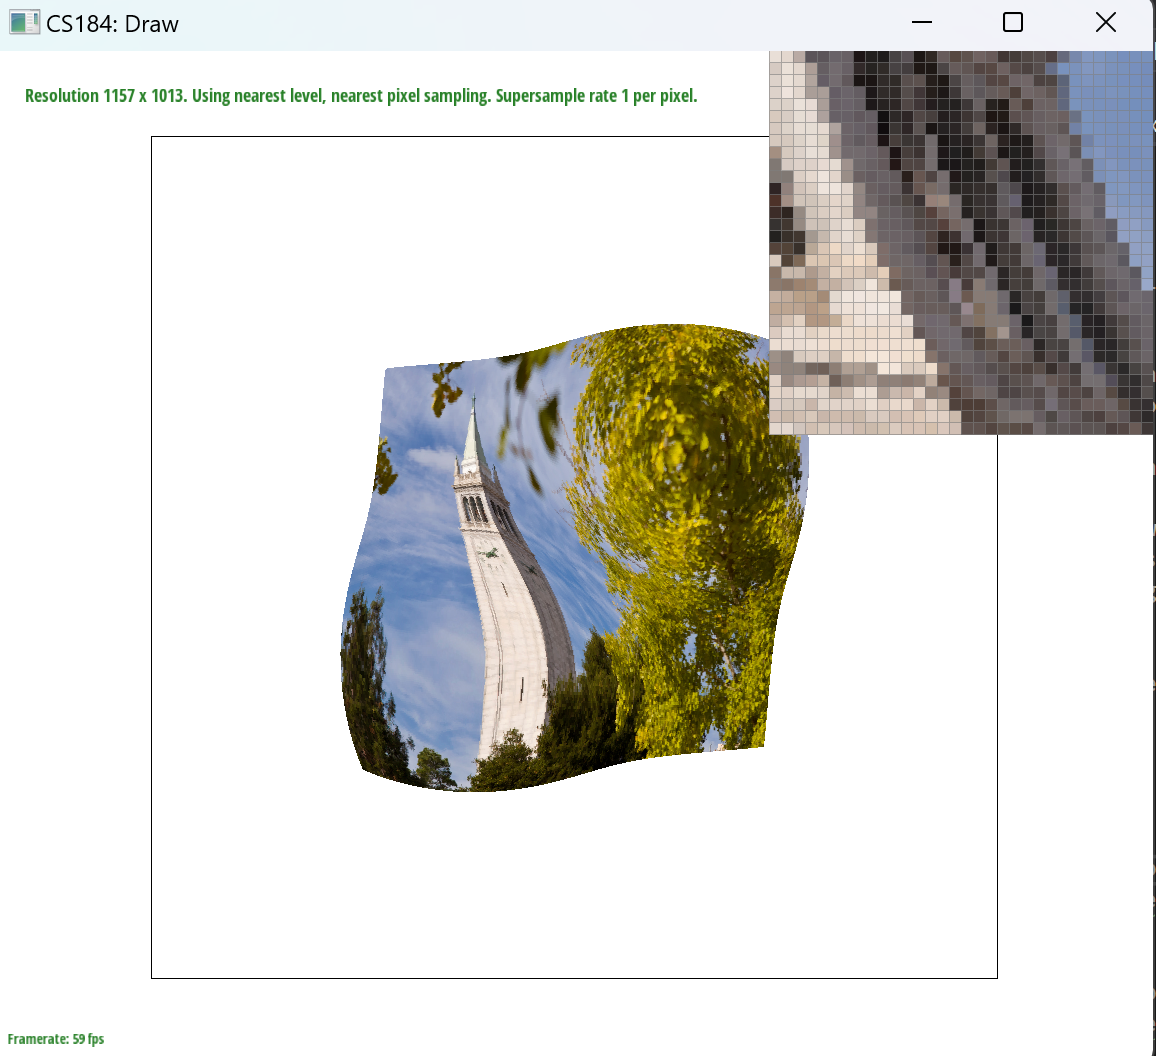 CS184: Draw
Resolution 1157 x 1013. Using nearest level, nearest pixel sampling. Supersample rate 1 per pixel.
Framerate: 59 fps